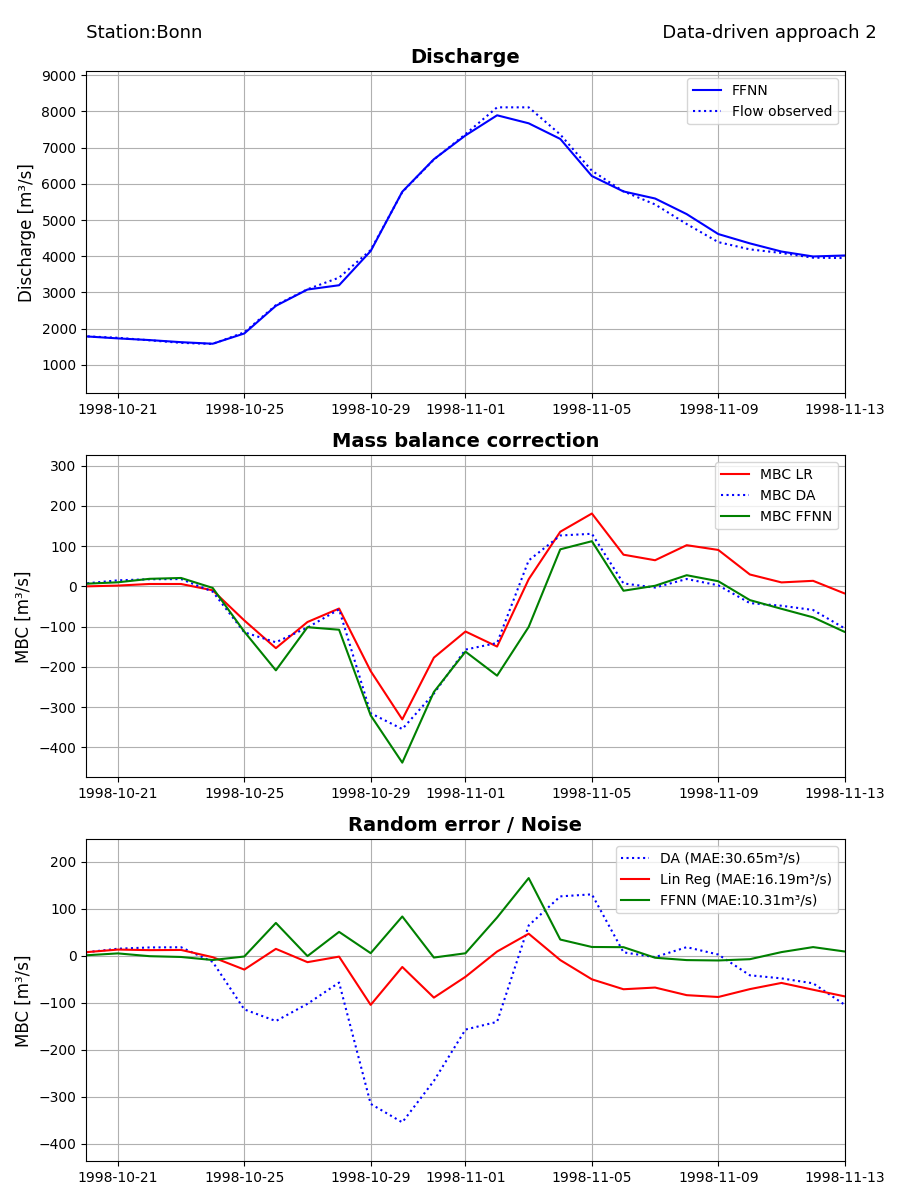 Station:Bonn
Data-driven approach 2
Discharge
9000
8000
7000
6000
5000
4000
3000
2000
1000
Discharge [m³/s]
FFNN
Flow observed
1998-10-21
1998-10-25
1998-10-29
1998-11-01
1998-11-05
1998-11-09
1998-11-13
Mass balance correction
300
200
100
0
−100
−200
−300
−400
MBC [m³/s]
MBC LR
MBC DA
MBC FFNN
1998-10-21
1998-10-25
1998-10-29
1998-11-01
1998-11-05
1998-11-09
1998-11-13
Random error / Noise
200
100
0
−100
−200
−300
−400
MBC [m³/s]
DA (MAE:30.65m³/s)
Lin Reg (MAE:16.19m³/s)
FFNN (MAE:10.31m³/s)
1998-10-21
1998-10-25
1998-10-29
1998-11-01
1998-11-05
1998-11-09
1998-11-13